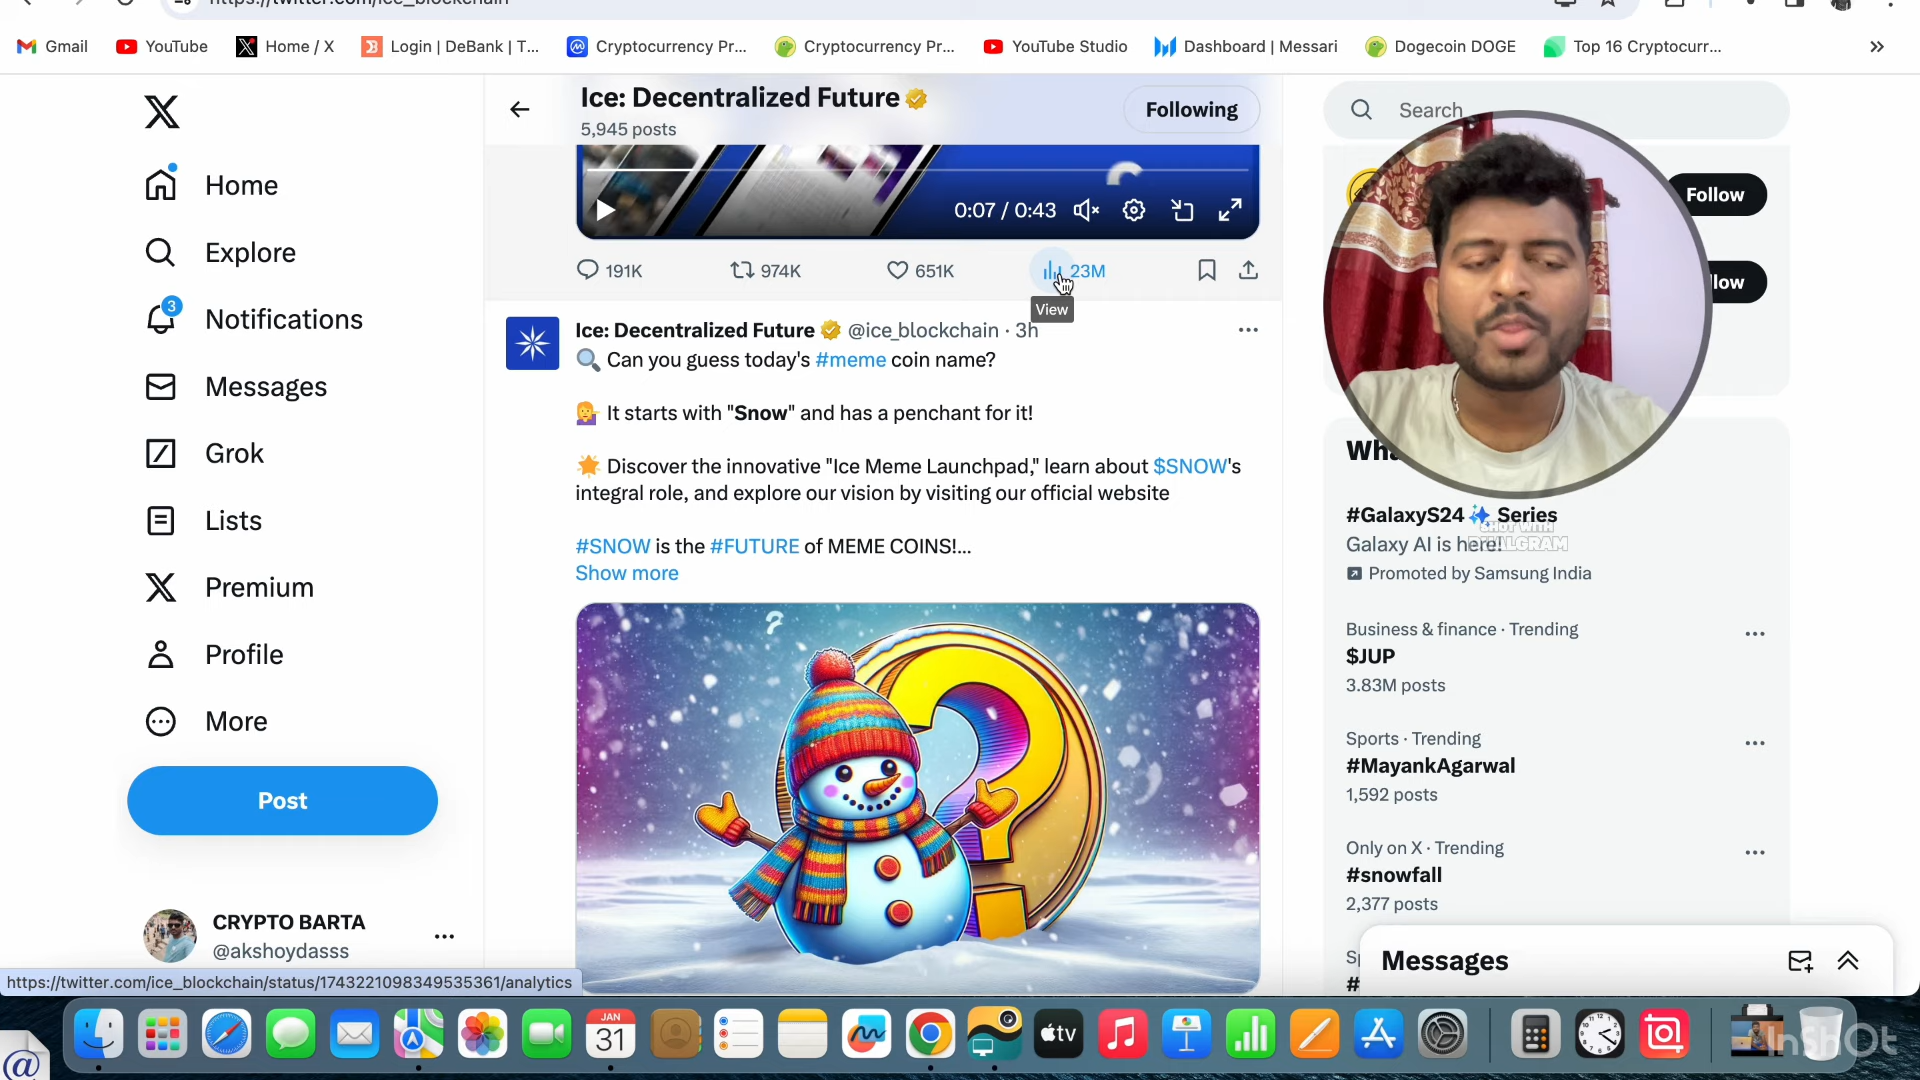 Gmail
YouTube
Home / X
Login | DeBank | T...
Cryptocurrency Pr...
Cryptocurrency Pr...
YouTube Studio
Dashboard | Messari
Dogecoin DOGE
Top 16 Cryptocurr...
Home
Explore
3
Notifications
Messages
Grok
Lists
Premium
Profile
More
Post
CRYPTO BARTA
@akshoydasss
https://twitter.com/ice_blockchain/status/1743221098349535361/analytics
Ice: Decentralized Future
5,945 posts
Following
0:07 / 0:43
191K 974K 651K 23M
View
Ice: Decentralized Future @ice_blockchain · 3h
Can you guess today's #meme coin name?
It starts with "Snow" and has a penchant for it!
Discover the innovative "Ice Meme Launchpad," learn about $SNOW's
integral role, and explore our vision by visiting our official website
#SNOW is the #FUTURE of MEME COINS!...
Show more
Search
Follow
#GalaxyS24 ✨ Series
SHOT WITH
DUALGRAM
Galaxy AI is here!
Promoted by Samsung India
Business & finance · Trending
$JUP
3.83M posts
Sports · Trending
#MayankAgarwal
1,592 posts
Only on X · Trending
#snowfall
2,377 posts
Messages
JAN
31
tv
InShOt